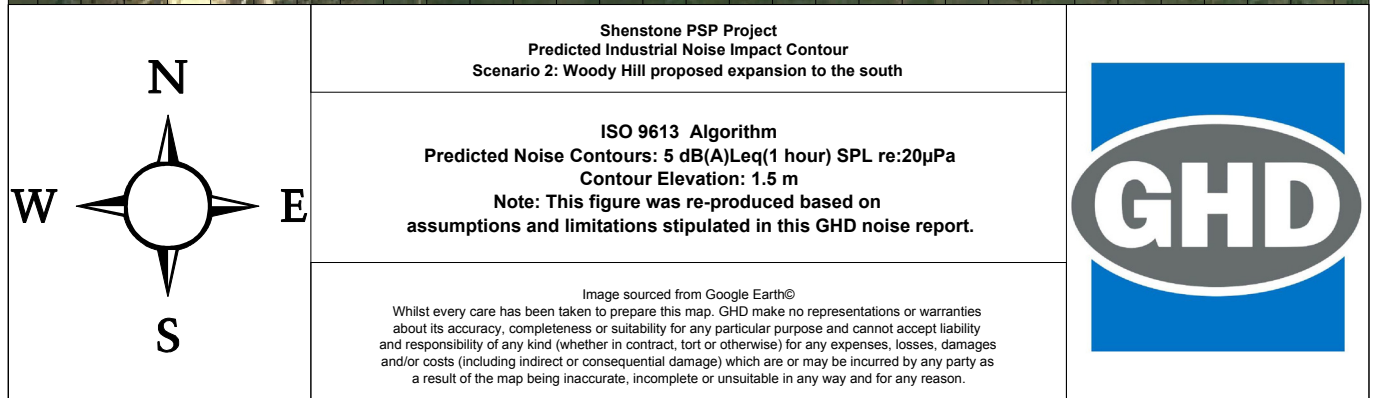 N
W
E
S
Shenstone PSP Project
Predicted Industrial Noise Impact Contour
Scenario 2: Woody Hill proposed expansion to the south
ISO 9613 Algorithm
Predicted Noise Contours: 5 dB(A)Leq(1 hour) SPL re:20µPa
Contour Elevation: 1.5 m
Note: This figure was re-produced based on
assumptions and limitations stipulated in this GHD noise report.
Image sourced from Google Earth©
Whilst every care has been taken to prepare this map. GHD make no representations or warranties
about its accuracy, completeness or suitability for any particular purpose and cannot accept liability
and responsibility of any kind (whether in contract, tort or otherwise) for any expenses, losses, damages
and/or costs (including indirect or consequential damage) which are or may be incurred by any party as
a result of the map being inaccurate, incomplete or unsuitable in any way and for any reason.
GHD